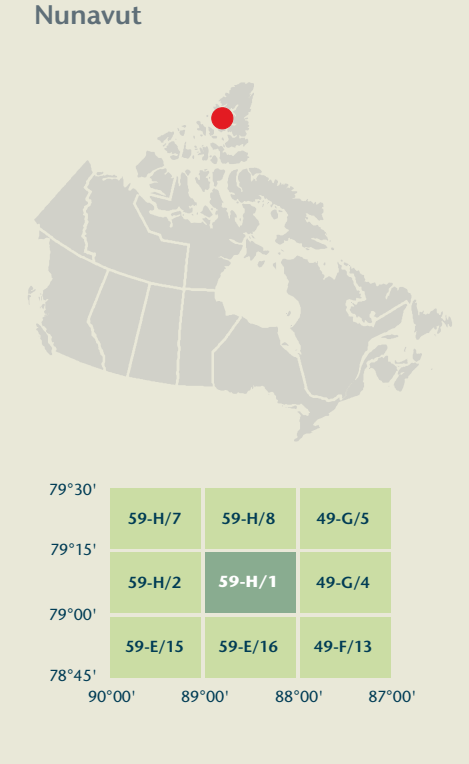 Nunavut
79°30'
59-H/7 59-H/8 49-G/5
79°15'
59-H/2 59-H/1 49-G/4
79°00'
59-E/15 59-E/16 49-F/13
78°45'
90°00' 89°00' 88°00' 87°00'